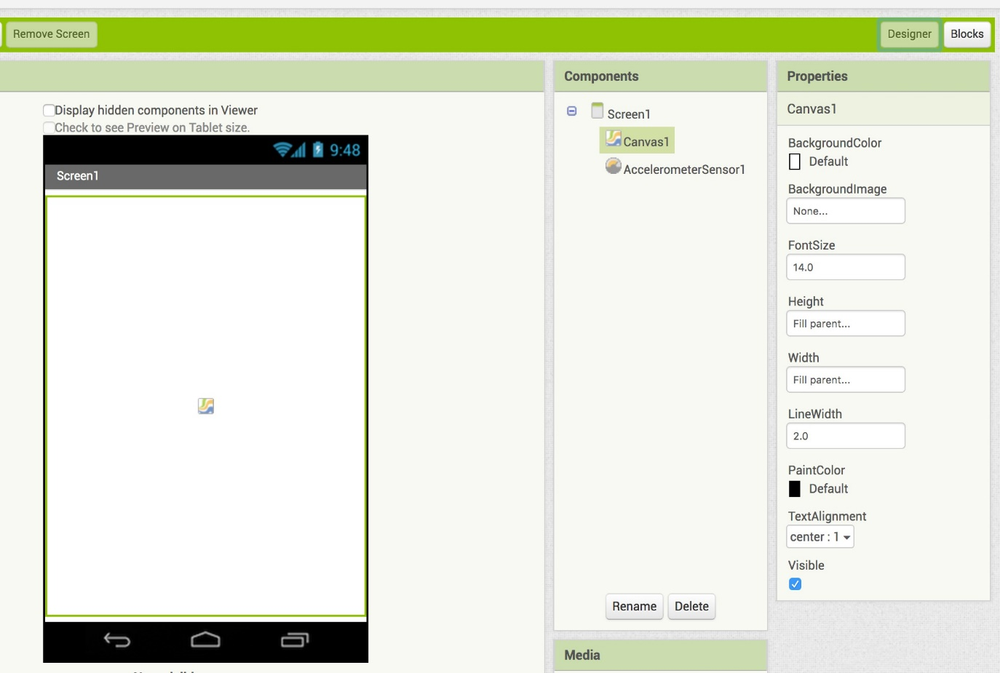 Remove Screen
Designer
Blocks
Display hidden components in Viewer
Check to see Preview on Tablet size.
9:48
Screen1
Components
Screen1
Canvas1
AccelerometerSensor1
Rename
Delete
Media
Properties
Canvas1
BackgroundColor
Default
BackgroundImage
None...
FontSize
14.0
Height
Fill parent...
Width
Fill parent...
LineWidth
2.0
PaintColor
Default
TextAlignment
center : 1
Visible